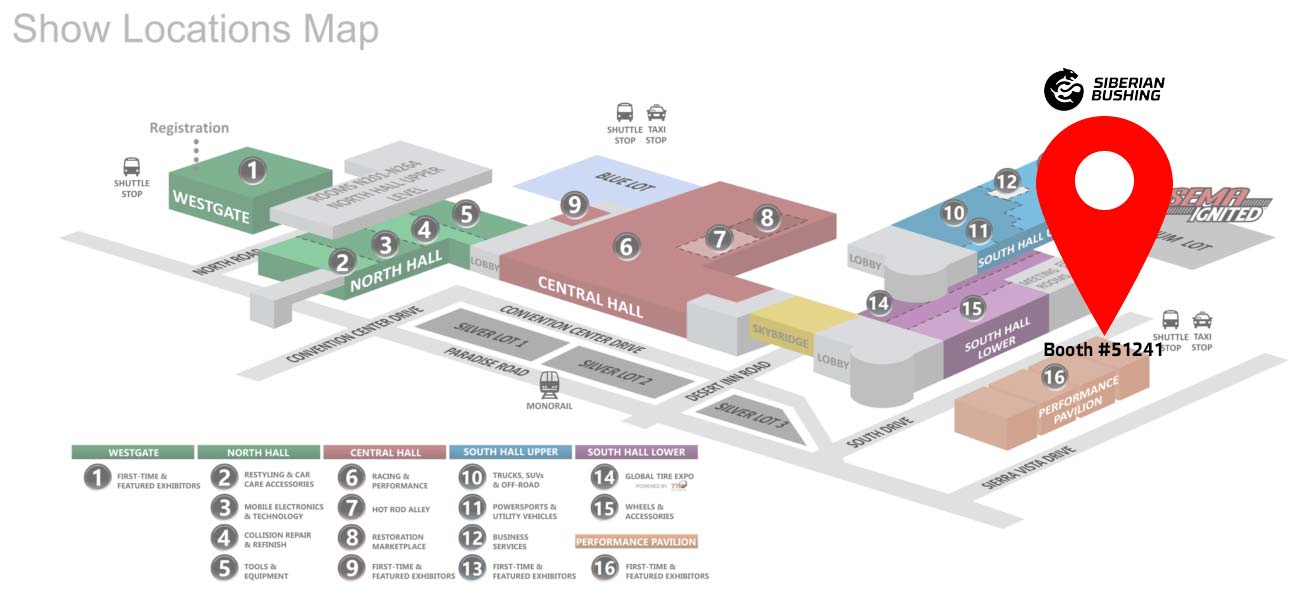 Show Locations Map
SIBERIAN
BUSHING
SHUTTLE
STOP
TAXI
STOP
Registration
SHUTTLE
STOP
1
WESTGATE
ROOMS N201-N264
NORTH HALL UPPER
LEVEL
BLUE LOT
12
SEMA
IGNITED
5
9
8
10
4
3
6
7
11
2
NORTH ROAD
NORTH HALL
LOBBY
CENTRAL HALL
LOBBY
SOUTH HALL U
UM LOT
MEETING
ROOMS
14
15
CONVENTION CENTER DRIVE
CONVENTION CENTER DRIVE
SILVER LOT 1
SILVER LOT 2
SILVER LOT 3
PARADISE ROAD
MONORAIL
SKYBRIDGE
LOBBY
SOUTH HALL
LOWER
DESERT INN ROAD
SHUTTLE
STOP
TAXI
STOP
Booth #51241
16
PERFORMANCE
PAVILION
SOUTH DRIVE
SIERRA VISTA DRIVE
WESTGATE
1 FIRST-TIME &
FEATURED EXHIBITORS
NORTH HALL
2 RESTYLING & CAR
CARE ACCESSORIES
3 MOBILE ELECTRONICS
& TECHNOLOGY
4 COLLISION REPAIR
& REFINISH
5 TOOLS &
EQUIPMENT
CENTRAL HALL
6 RACING &
PERFORMANCE
7 HOT ROD ALLEY
8 RESTORATION
MARKETPLACE
9 FIRST-TIME &
FEATURED EXHIBITORS
SOUTH HALL UPPER
10 TRUCKS, SUVs
& OFF-ROAD
11 POWERSPORTS &
UTILITY VEHICLES
12 BUSINESS
SERVICES
13 FIRST-TIME &
FEATURED EXHIBITORS
SOUTH HALL LOWER
14 GLOBAL TIRE EXPO
POWERED BY
15 WHEELS &
ACCESSORIES
PERFORMANCE PAVILION
16 FIRST-TIME &
FEATURED EXHIBITORS